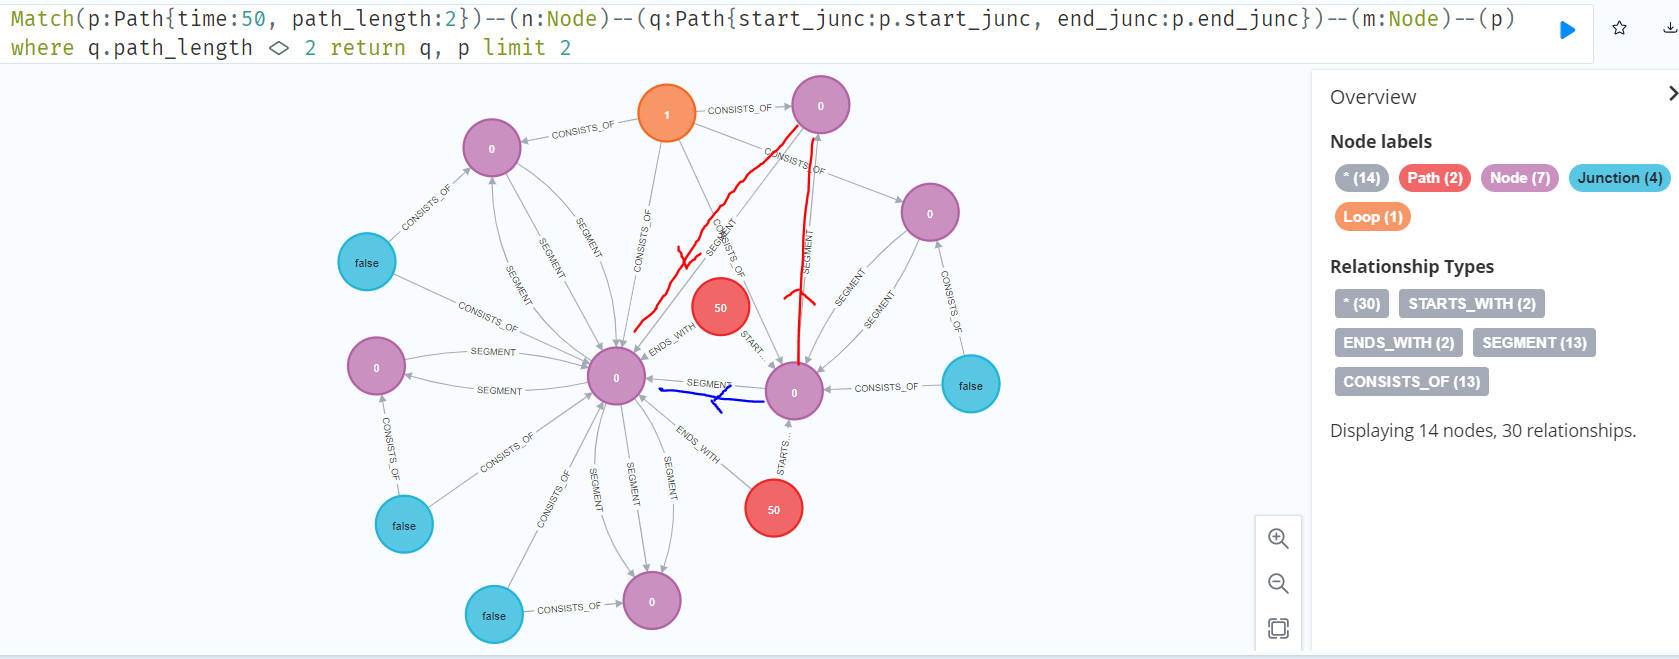 Match(p:Path{time:50, path_length:2})--(n:Node)--(q:Path{start_junc:p.start_junc, end_junc:p.end_junc})--(m:Node)--(p)
where q.path_length <> 2 return q, p limit 2
Overview
Node labels
* (14)
Path (2)
Node (7)
Junction (4)
Loop (1)
Relationship Types
* (30)
STARTS_WITH (2)
ENDS_WITH (2)
SEGMENT (13)
CONSISTS_OF (13)
Displaying 14 nodes, 30 relationships.
0
1
CONSISTS_OF
0
CONSISTS_OF
CONSISTS_OF
0
CONSISTS_OF
false
CONSISTS_OF
CONSISTS_OF
SEGMENT
SEGMENT
SEGMENT
SEGMENT
SEGMENT
SEGMENT
SEGMENT
CONSISTS_OF
50
ENDS_WITH
START...
CONSISTS_OF
0
SEGMENT
SEGMENT
0
SEGMENT
0
CONSISTS_OF
false
CONSISTS_OF
CONSISTS_OF
ENDS_WITH
STARTS...
CONSISTS_OF
SEGMENT
SEGMENT
SEGMENT
50
false
false
CONSISTS_OF
0